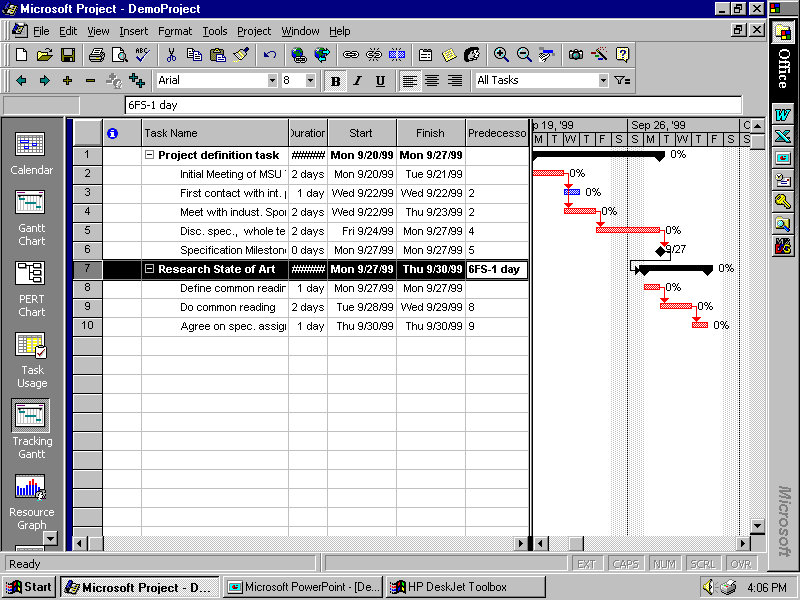 Microsoft Project - DemoProject
File Edit View Insert Format Tools Project Window Help
Arial 8 B I U All Tasks
6FS-1 day
Task Name Duration Start Finish Predecesso
1 Project definition task ####### Mon 9/20/99 Mon 9/27/99
2 Initial Meeting of MSU 2 days Mon 9/20/99 Tue 9/21/99
3 First contact with int. p 1 day Wed 9/22/99 Wed 9/22/99 2
4 Meet with indust. Spo 2 days Wed 9/22/99 Thu 9/23/99 2
5 Disc. spec., whole te 2 days Fri 9/24/99 Mon 9/27/99 4
6 Specification Mileston 0 days Mon 9/27/99 Mon 9/27/99 5
7 Research State of Art ####### Mon 9/27/99 Thu 9/30/99 6FS-1 day
8 Define common readin 1 day Mon 9/27/99 Mon 9/27/99
9 Do common reading 2 days Tue 9/28/99 Wed 9/29/99 8
10 Agree on spec. assig 1 day Thu 9/30/99 Thu 9/30/99 9
p 19, '99 Sep 26, '99 O
M T W T F S S M T W T F S S
0%
0%
0%
0%
0%
9/27
0%
0%
0%
0%
Calendar
Gantt
Chart
PERT
Chart
Task
Usage
Tracking
Gantt
Resource
Graph
Office
Microsoft
Ready EXT CAPS NUM SCRL OVR
Start Microsoft Project - D... Microsoft PowerPoint - [De... HP DeskJet Toolbox 4:06 PM